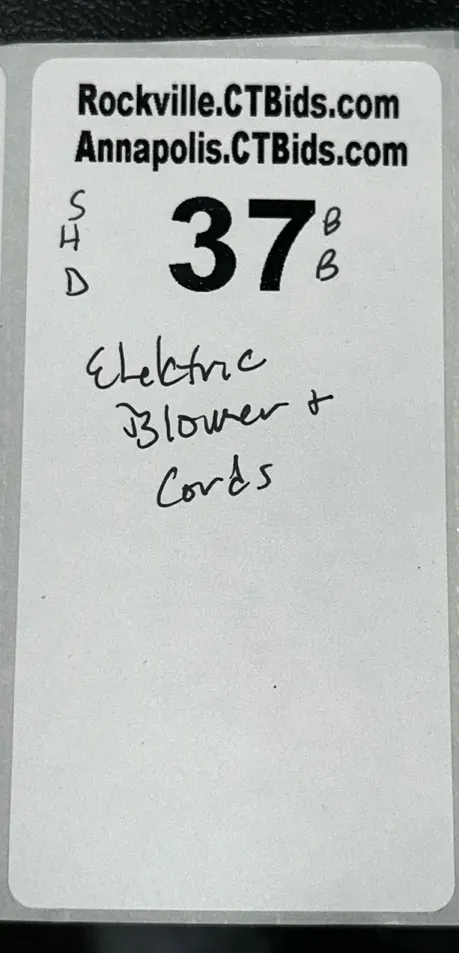 Rockville.CTBids.com
Annapolis.CTBids.com
S
H
D
37
B
B
Elektric
Blower +
Cords